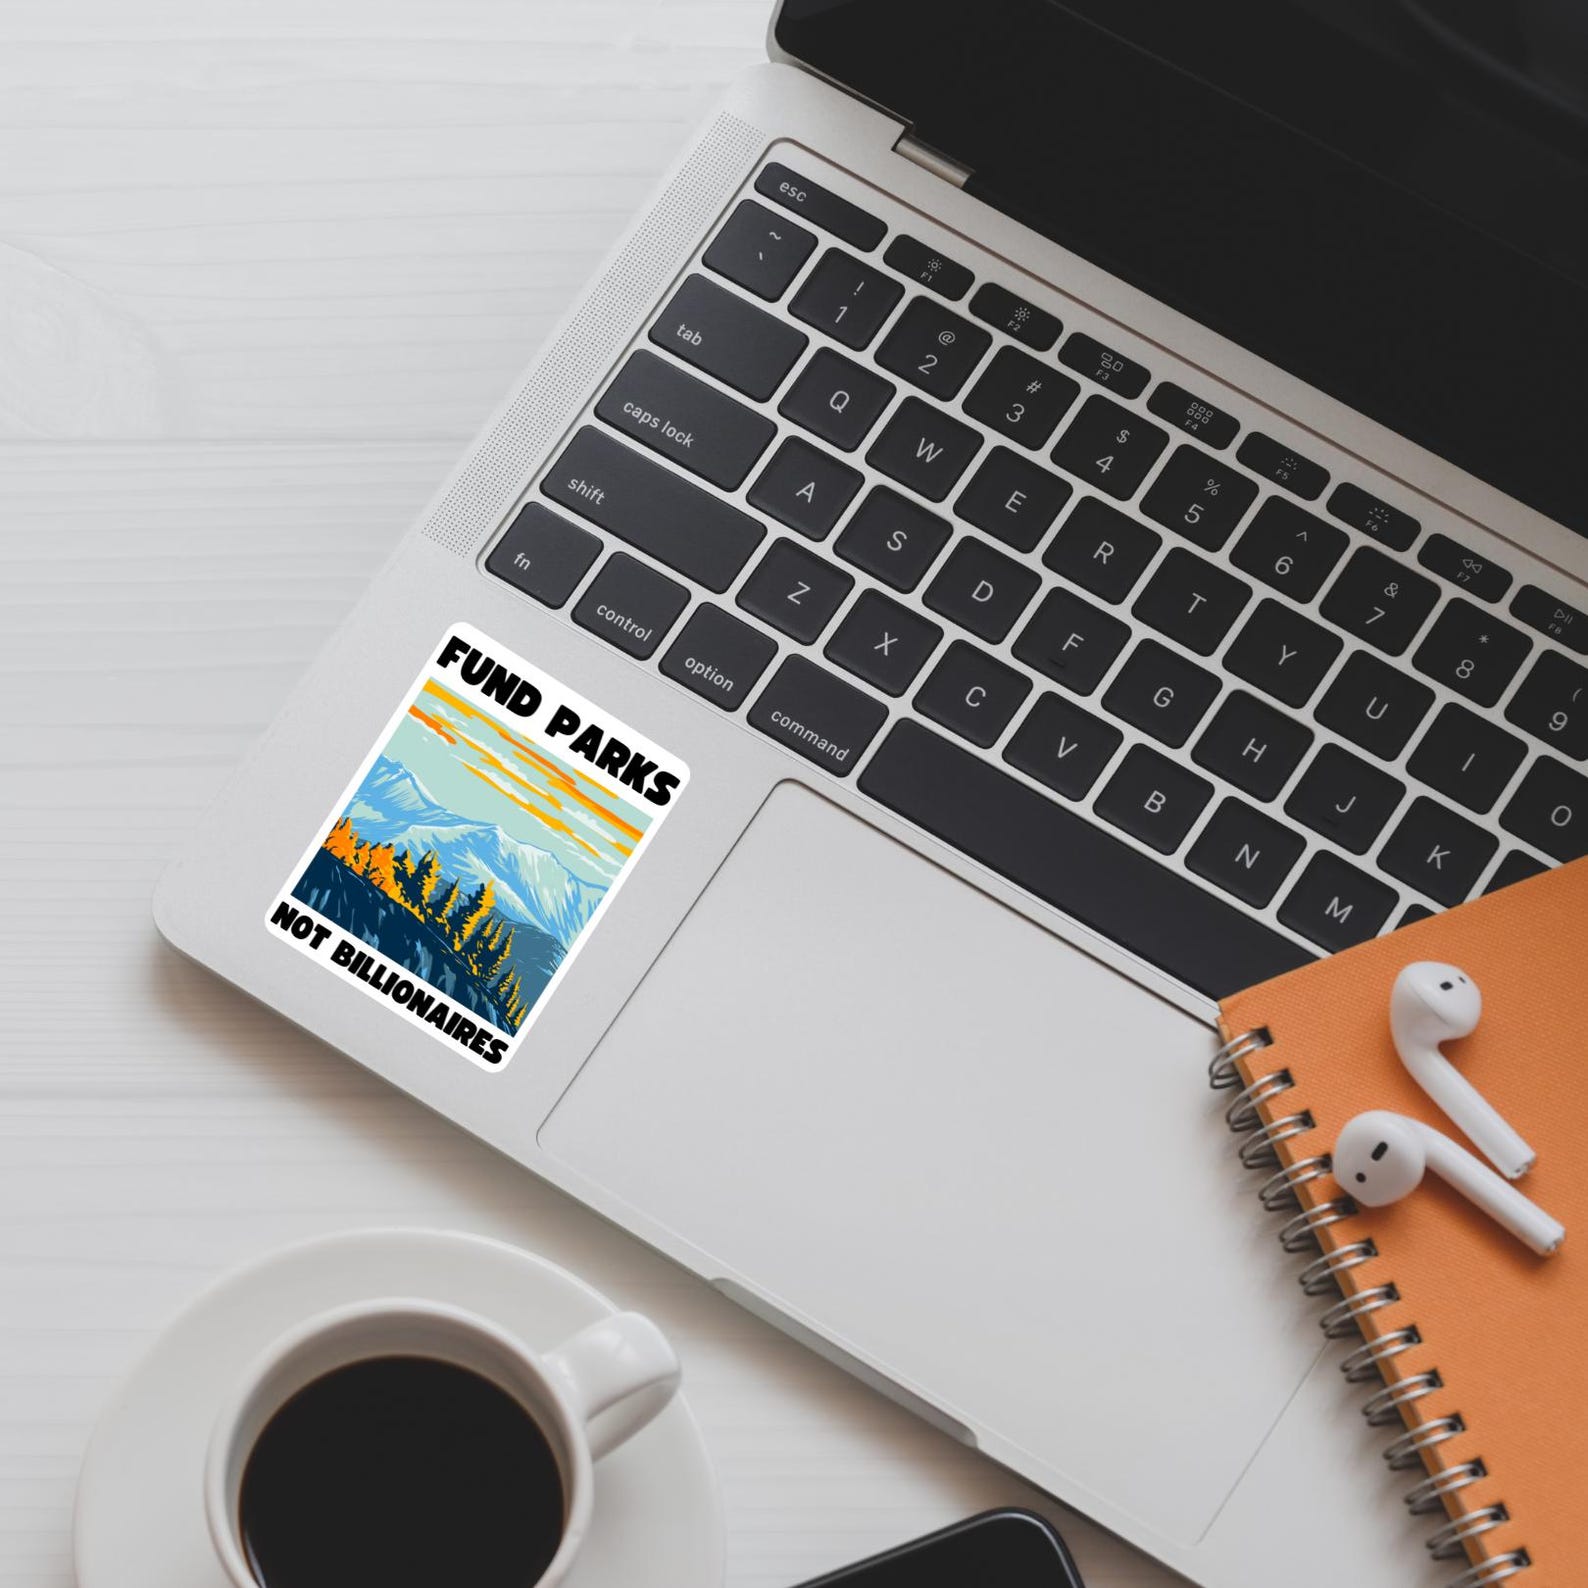 esc
F1
F2
F3
F4
F5
F6
F7
F8
~
`
!
1
@
2
#
3
$
4
%
5
^
6
&
7
*
8
(
9
tab
Q
W
E
R
T
Y
U
I
O
caps lock
A
S
D
F
G
H
J
K
shift
Z
X
C
V
B
N
M
fn
control
option
command
FUND PARKS
NOT BILLIONAIRES